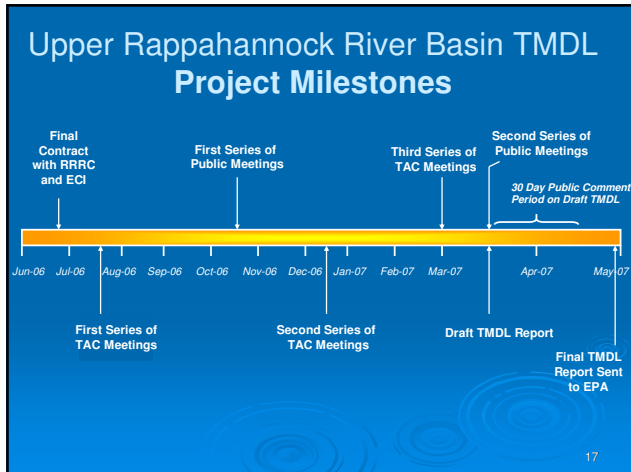 Upper Rappahannock River Basin TMDL
Project Milestones
Final
Contract
with RRRC
and ECI
First Series of
Public Meetings
Third Series of
TAC Meetings
Second Series of
Public Meetings
30 Day Public Comment
Period on Draft TMDL
Jun-06 Jul-06 Aug-06 Sep-06 Oct-06 Nov-06 Dec-06 Jan-07 Feb-07 Mar-07 Apr-07 May-07
First Series of
TAC Meetings
Second Series of
TAC Meetings
Draft TMDL Report
Final TMDL
Report Sent
to EPA
17